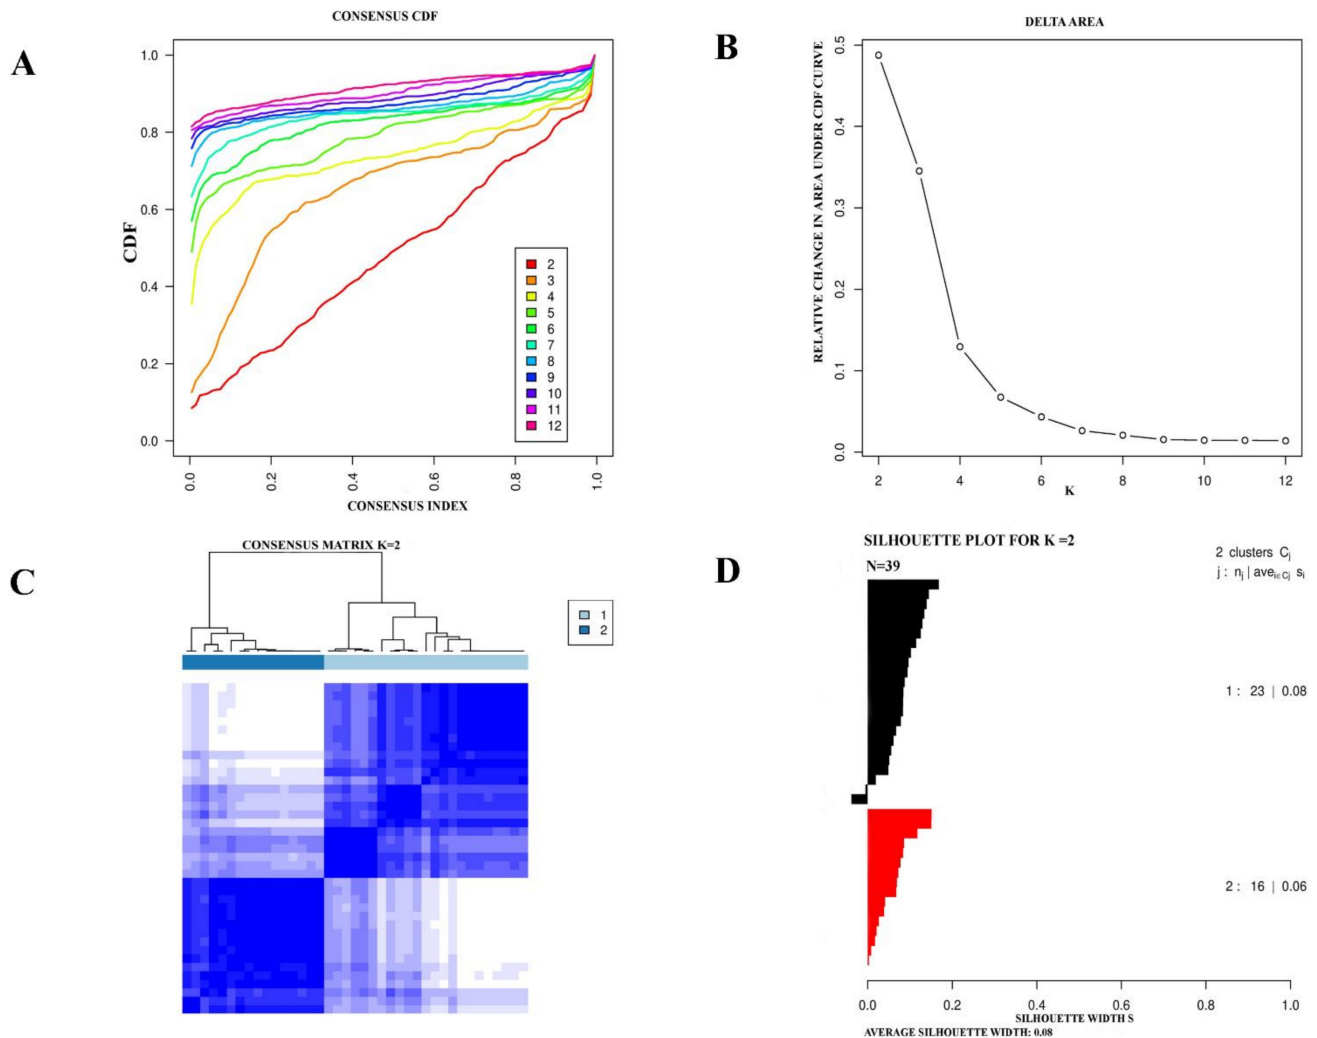 CONSENSUS CDF
A
1.0
0.8
0.6
0.4
0.2
0.0
CDF
2
3
4
5
6
7
8
9
10
11
12
0.0 0.2 0.4 0.6 0.8 1.0
CONSENSUS INDEX
DELTA AREA
B
0.5
0.4
0.3
0.2
0.1
0.0
RELATIVE CHANGE IN AREA UNDER CDF CURVE
2 4 6 8 10 12
K
CONSENSUS MATRIX K=2
C
1
2
SILHOUETTE PLOT FOR K =2
D
N=39
2 clusters Cj
j : nj | avei∈Cj si
1 : 23 | 0.08
2 : 16 | 0.06
0.0 0.2 0.4 0.6 0.8 1.0
SILHOUETTE WIDTH S
AVERAGE SILHOUETTE WIDTH: 0.08